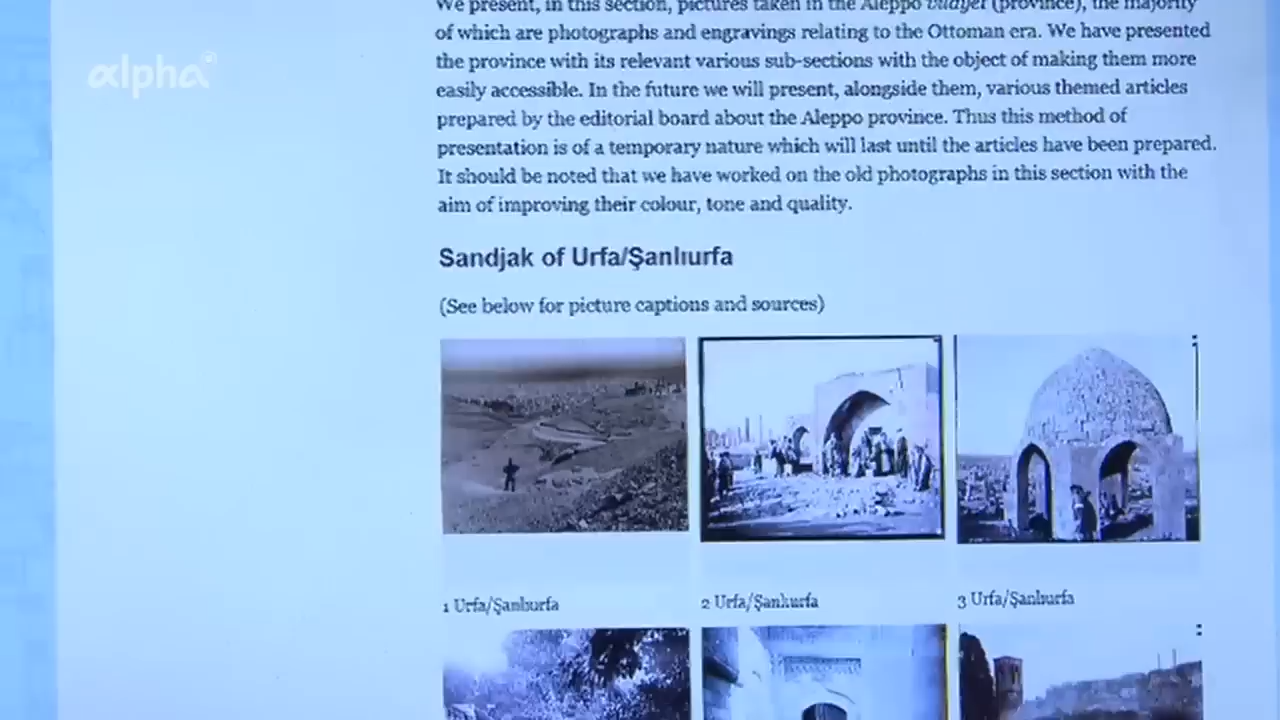 We present, in this section, pictures taken in the Aleppo vilayet (province), the majority
of which are photographs and engravings relating to the Ottoman era. We have presented
the province with its relevant various sub-sections with the object of making them more
easily accessible. In the future we will present, alongside them, various themed articles
prepared by the editorial board about the Aleppo province. Thus this method of
presentation is of a temporary nature which will last until the articles have been prepared.
It should be noted that we have worked on the old photographs in this section with the
aim of improving their colour, tone and quality.
alpha
Sandjak of Urfa/Şanlıurfa
(See below for picture captions and sources)
1 Urfa/Şanlıurfa
2 Urfa/Şanlıurfa
3 Urfa/Şanlıurfa